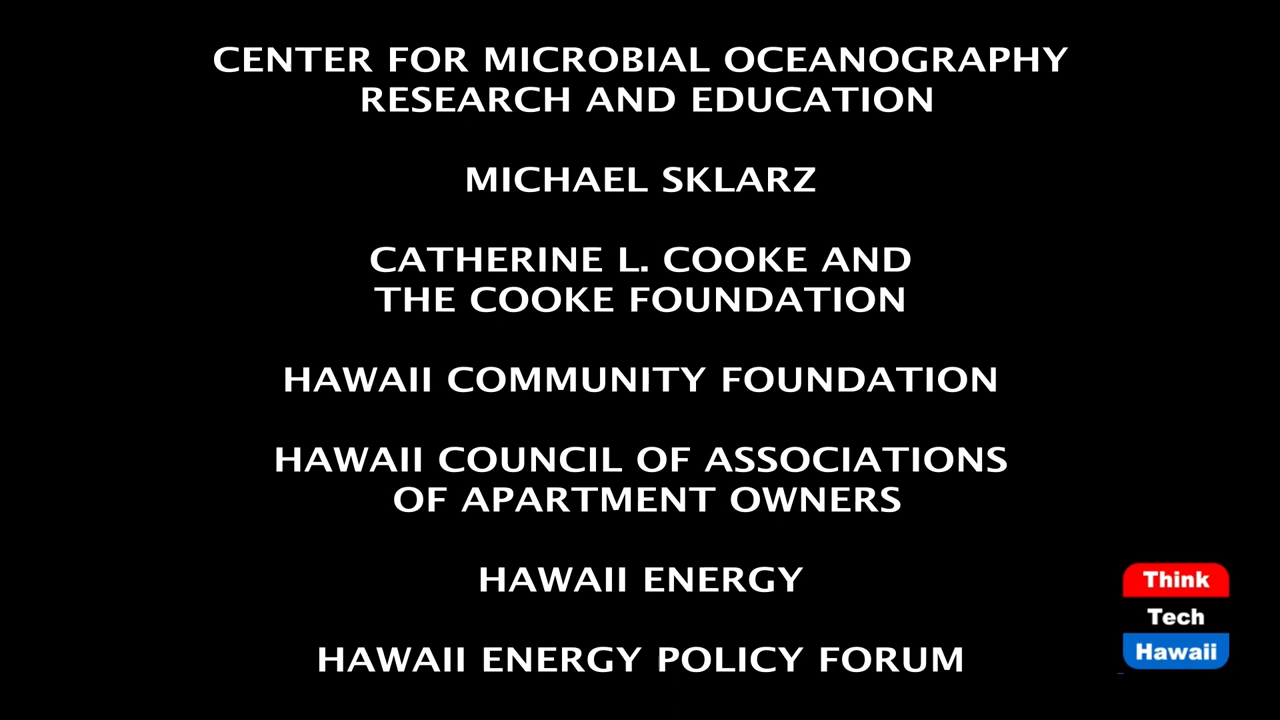 CENTER FOR MICROBIAL OCEANOGRAPHY
RESEARCH AND EDUCATION
MICHAEL SKLARZ
CATHERINE L. COOKE AND
THE COOKE FOUNDATION
HAWAII COMMUNITY FOUNDATION
HAWAII COUNCIL OF ASSOCIATIONS
OF APARTMENT OWNERS
HAWAII ENERGY
HAWAII ENERGY POLICY FORUM
Think
Tech
Hawaii